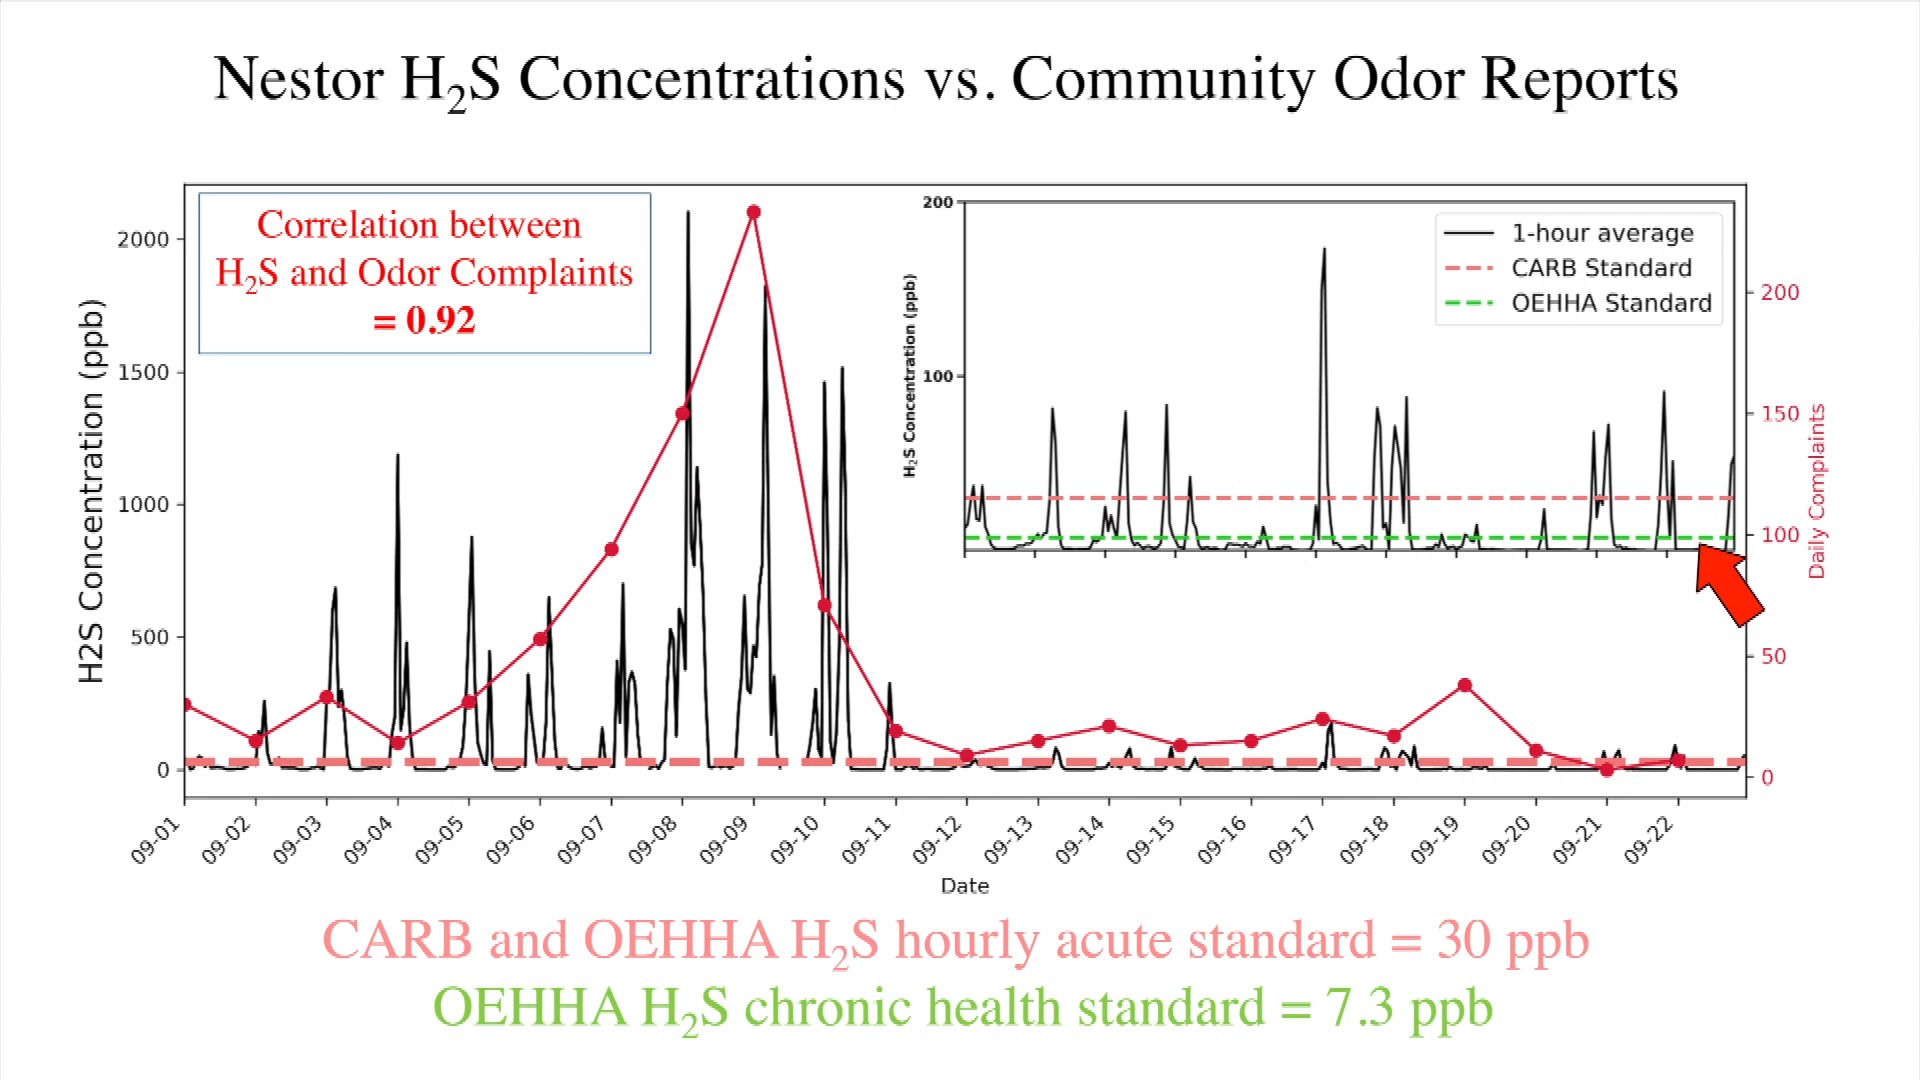 Nestor H₂S Concentrations vs. Community Odor Reports
Correlation between
H₂S and Odor Complaints
= 0.92
H2S Concentration (ppb)
2000
1500
1000
500
0
H₂S Concentration (ppb)
200
100
1-hour average
CARB Standard
OEHHA Standard
200
150
100
50
0
Daily Complaints
09-01
09-02
09-03
09-04
09-05
09-06
09-07
09-08
09-09
09-10
09-11
09-12
09-13
09-14
09-15
09-16
09-17
09-18
09-19
09-20
09-21
09-22
Date
CARB and OEHHA H₂S hourly acute standard = 30 ppb
OEHHA H₂S chronic health standard = 7.3 ppb